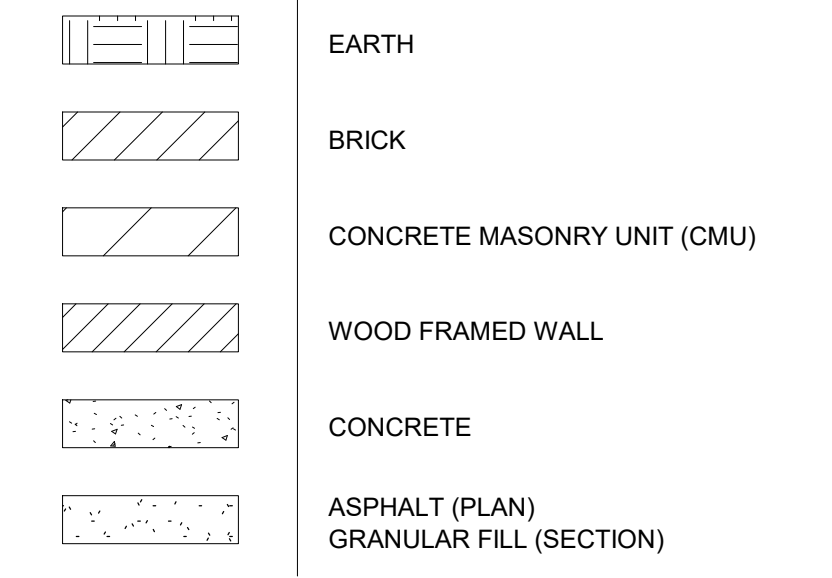 EARTH
BRICK
CONCRETE MASONRY UNIT (CMU)
WOOD FRAMED WALL
CONCRETE
ASPHALT (PLAN)
GRANULAR FILL (SECTION)